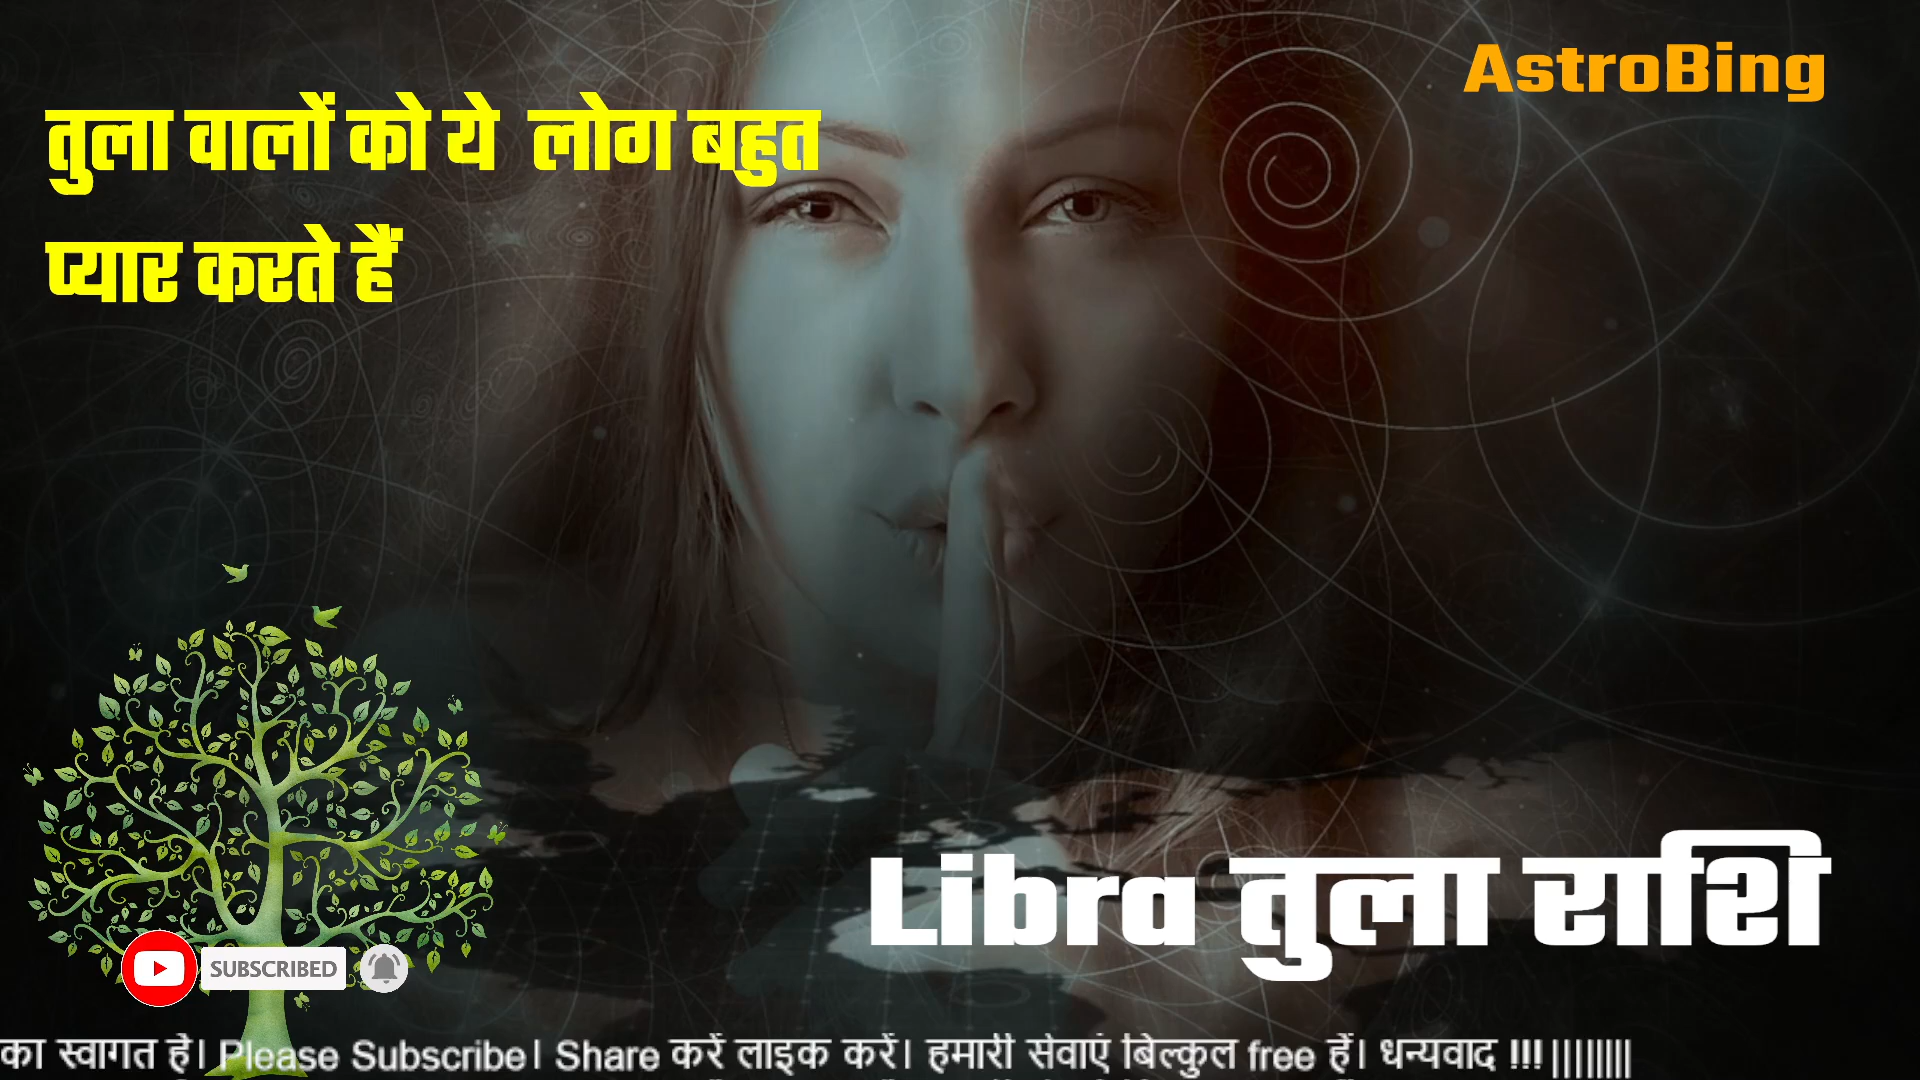 AstroBing
तुला वालों को ये लोग बहुत
प्यार करते हैं
Libra तुला राशि
SUBSCRIBED
का स्वागत है। Please Subscribe। Share करें लाइक करें। हमारी सेवाएं बिल्कुल free हैं। धन्यवाद !!! ||||||||